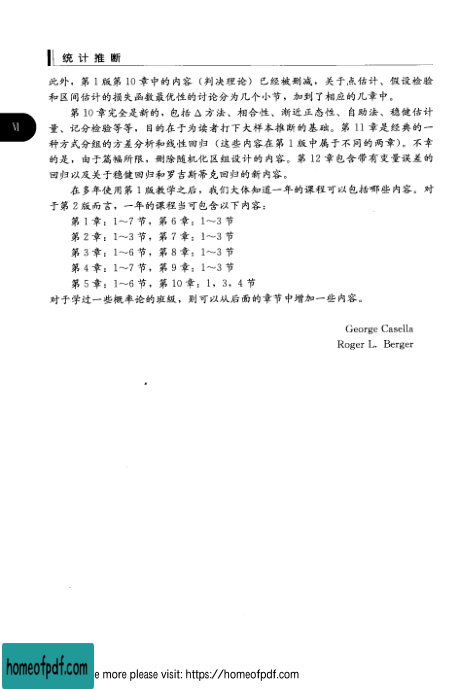 统计推断
此外，第1版第10章中的内容（判决理论）已经被删减，关于点估计、假设检验
和区间估计的损失函数最优性的讨论分为几个小节，加到了相应的几章中。
第10章完全是新的，包括Δ方法、相合性、渐近正态性、自助法、稳健估计
量、记分检验等等，目的在于为读者打下大样本推断的基础。第11章是经典的一
VI
种方式分组的方差分析和线性回归（这些内容在第1版中属于不同的两章）。不幸
的是，由于篇幅所限，删除随机化区组设计的内容。第12章包含带有变量误差的
回归以及关于稳健回归和罗吉斯蒂克回归的新内容。
在多年使用第1版教学之后，我们大体知道一年的课程可以包括哪些内容。对
于第2版而言，一年的课程当可包含以下内容：
第1章：1～7节，第6章：1～3节
第2章：1～3节，第7章：1～3节
第3章：1～6节，第8章：1～3节
第4章：1～7节，第9章：1～3节
第5章：1～6节，第10章：1，3，4节
对于学过一些概率论的班级，则可以从后面的章节中增加一些内容。
George Casella
Roger L. Berger
homeofpdf.com
e more please visit: https://homeofpdf.com